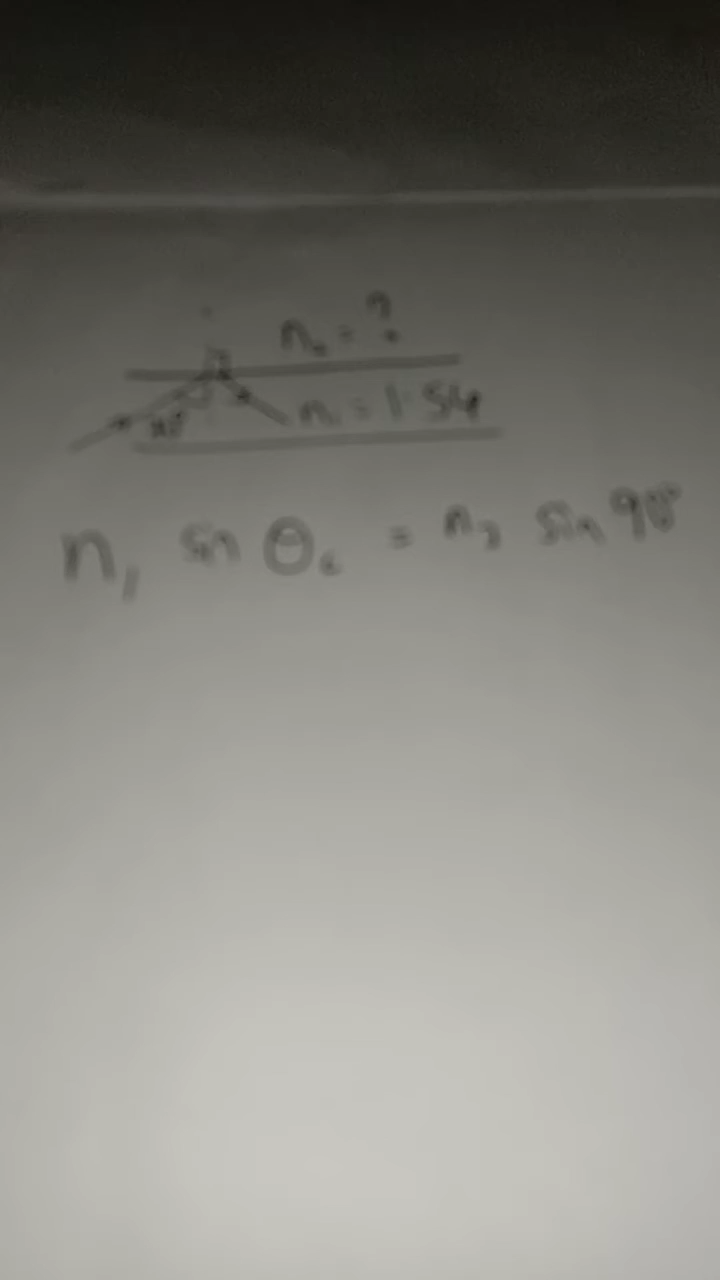 n₂ = ?
n₁ = 1.54
n₁ sin θc = n₂ sin 90°